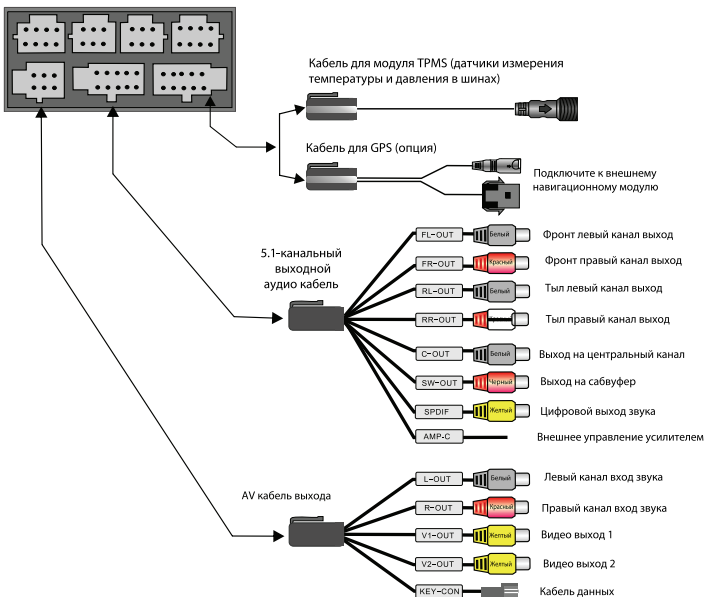 Кабель для модуля TPMS (датчики измерения
температуры и давления в шинах)
Кабель для GPS (опция)
Подключите к внешнему
навигационному модулю
5.1-канальный
выходной
аудио кабель
FL-OUT Белый Фронт левый канал выход
FR-OUT Красный Фронт правый канал выход
RL-OUT Белый Тыл левый канал выход
RR-OUT Тыл правый канал выход
C-OUT Белый Выход на центральный канал
SW-OUT Черный Выход на сабвуфер
SPDIF Желтый Цифровой выход звука
AMP-C Внешнее управление усилителем
AV кабель выхода
L-OUT Белый Левый канал вход звука
R-OUT Красный Правый канал вход звука
V1-OUT Желтый Видео выход 1
V2-OUT Желтый Видео выход 2
KEY-CON Кабель данных